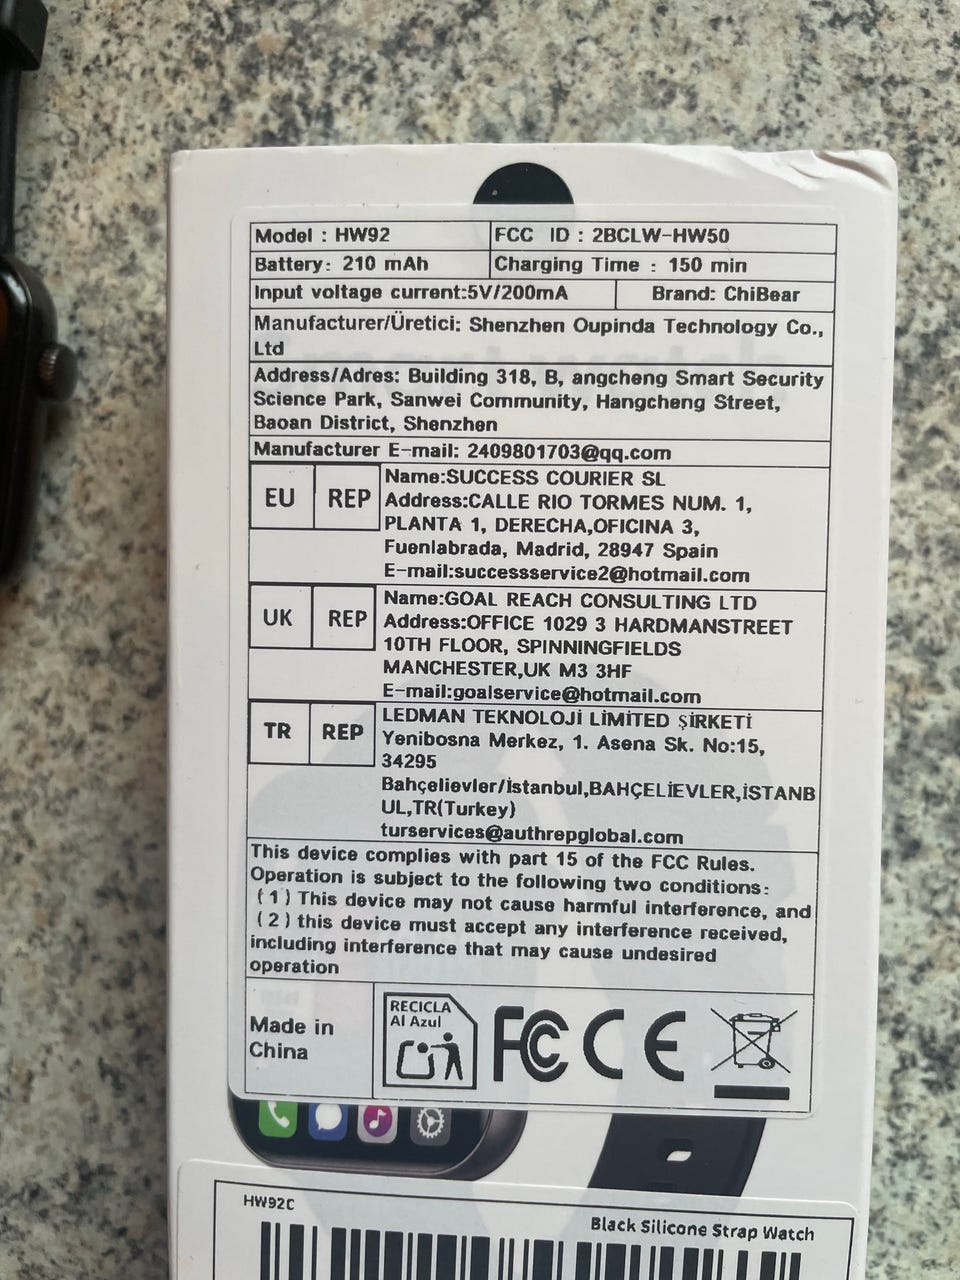 Model : HW92
FCC ID : 2BCLW-HW50
Battery: 210 mAh
Charging Time : 150 min
Input voltage current:5V/200mA
Brand: ChiBear
Manufacturer/Üretici: Shenzhen Oupinda Technology Co.,
Ltd
Address/Adres: Building 318, B, angcheng Smart Security
Science Park, Sanwei Community, Hangcheng Street,
Baoan District, Shenzhen
Manufacturer E-mail: 2409801703@qq.com
EU REP
Name:SUCCESS COURIER SL
Address:CALLE RIO TORMES NUM. 1,
PLANTA 1, DERECHA,OFICINA 3,
Fuenlabrada, Madrid, 28947 Spain
E-mail:successservice2@hotmail.com
UK REP
Name:GOAL REACH CONSULTING LTD
Address:OFFICE 1029 3 HARDMANSTREET
10TH FLOOR, SPINNINGFIELDS
MANCHESTER,UK M3 3HF
E-mail:goalservice@hotmail.com
TR REP
LEDMAN TEKNOLOJİ LİMİTED ŞİRKETİ
Yenibosna Merkez, 1. Asena Sk. No:15,
34295
Bahçelievler/İstanbul,BAHÇELİEVLER,İSTANB
UL,TR(Turkey)
turservices@authrepglobal.com
This device complies with part 15 of the FCC Rules.
Operation is subject to the following two conditions:
(1) This device may not cause harmful interference, and
(2) this device must accept any interference received,
including interference that may cause undesired
operation
Made in
China
RECICLA
Al Azul
FC CE
HW92C
Black Silicone Strap Watch